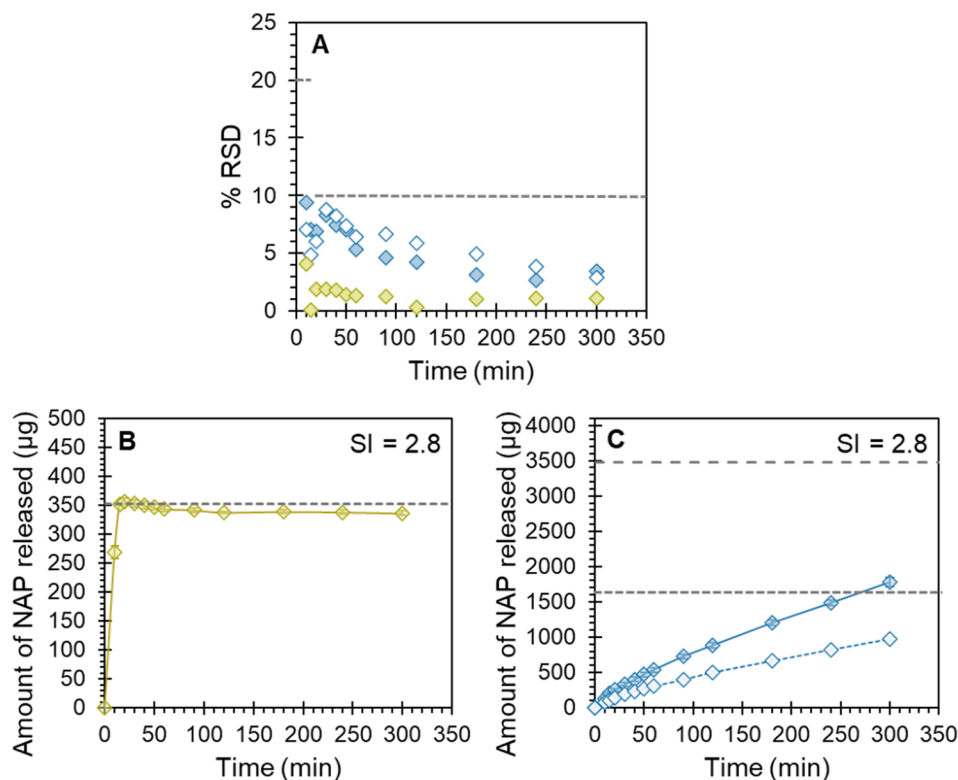 A
% RSD
25
20
15
10
5
0
0 50 100 150 200 250 300 350
Time (min)
B
SI = 2.8
Amount of NAP released (µg)
500
450
400
350
300
250
200
150
100
50
0
0 50 100 150 200 250 300 350
Time (min)
C
SI = 2.8
Amount of NAP released (µg)
4000
3500
3000
2500
2000
1500
1000
500
0
0 50 100 150 200 250 300 350
Time (min)